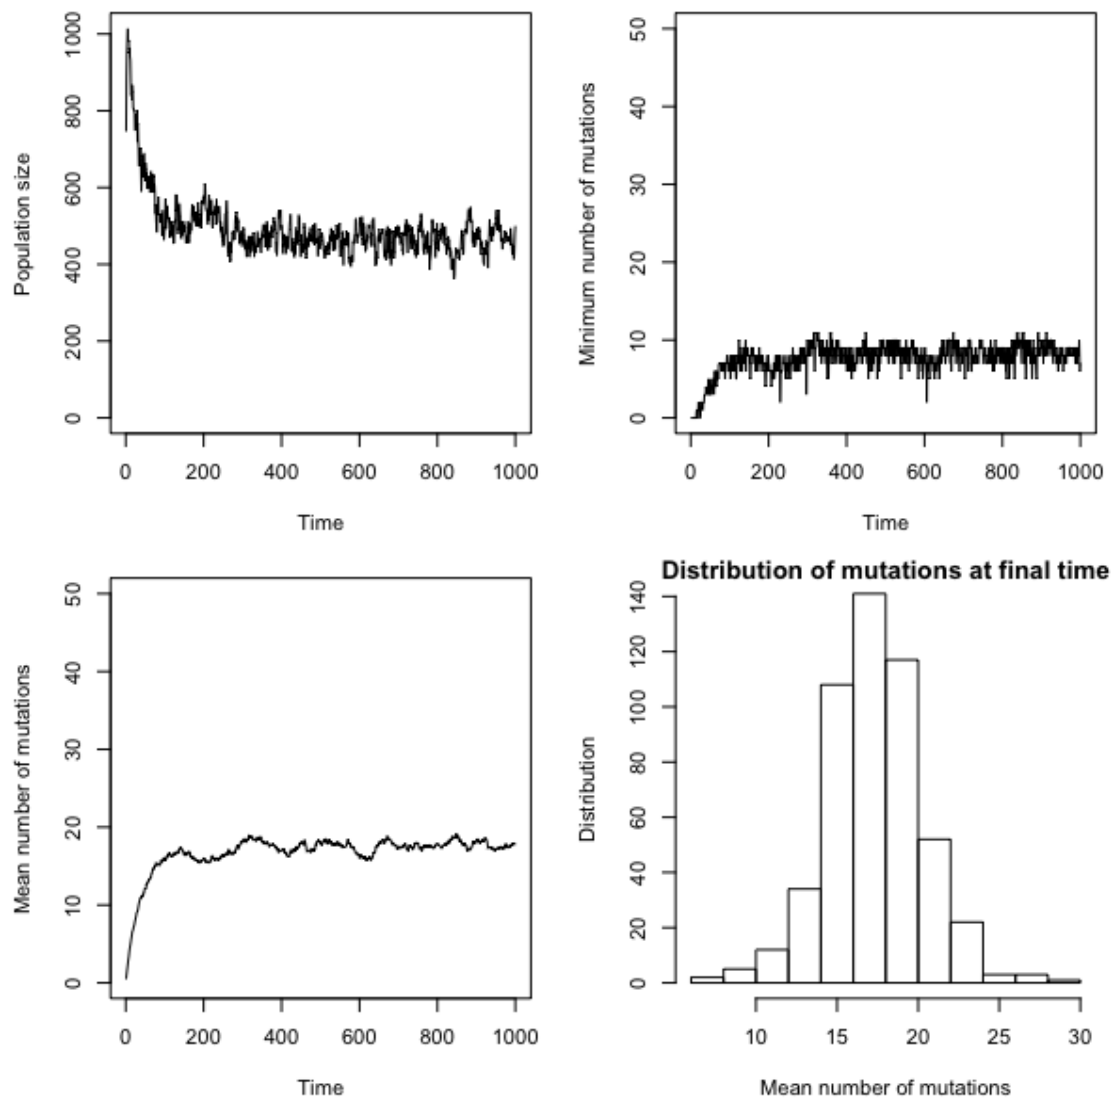 Population size
1000
800
600
400
200
0
0 200 400 600 800 1000
Time
Minimum number of mutations
50
40
30
20
10
0
0 200 400 600 800 1000
Time
Mean number of mutations
50
40
30
20
10
0
0 200 400 600 800 1000
Time
Distribution of mutations at final time
Distribution
140
120
100
80
60
40
20
0
10 15 20 25 30
Mean number of mutations